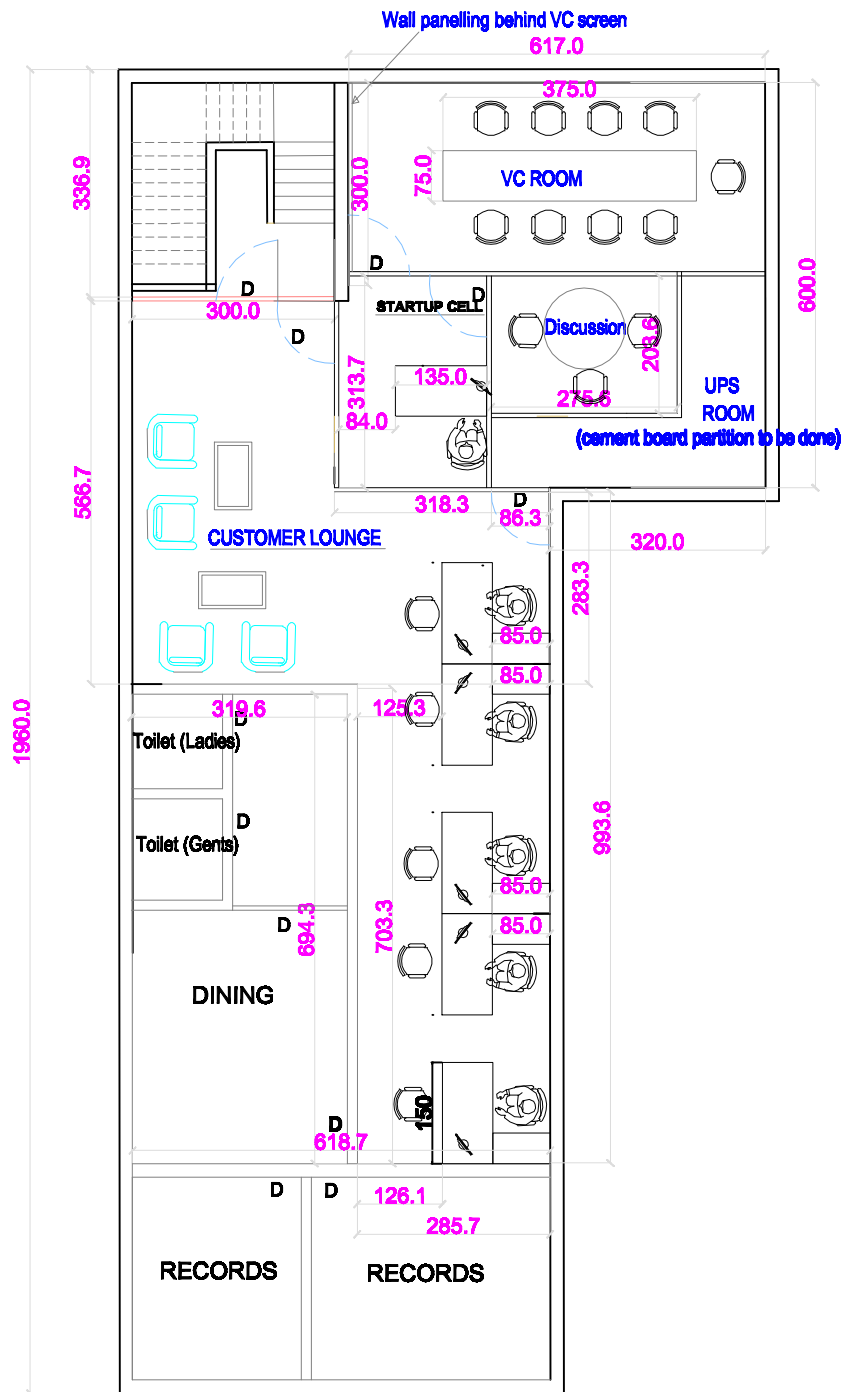 Wall panelling behind VC screen
617.0
375.0
336.9
300.0
75.0
VC ROOM
D
600.0
D
300.0
STARTUP CELL
D
D
Discussion
203.6
313.7
135.0
275.6
84.0
UPS
ROOM
(cement board partition to be done)
566.7
318.3
D
86.3
320.0
CUSTOMER LOUNGE
283.3
85.0
85.0
1960.0
319.6
125.3
D
Toilet (Ladies)
D
Toilet (Gents)
993.6
85.0
85.0
D
694.3
703.3
DINING
150
D
618.7
D
D
126.1
285.7
RECORDS
RECORDS